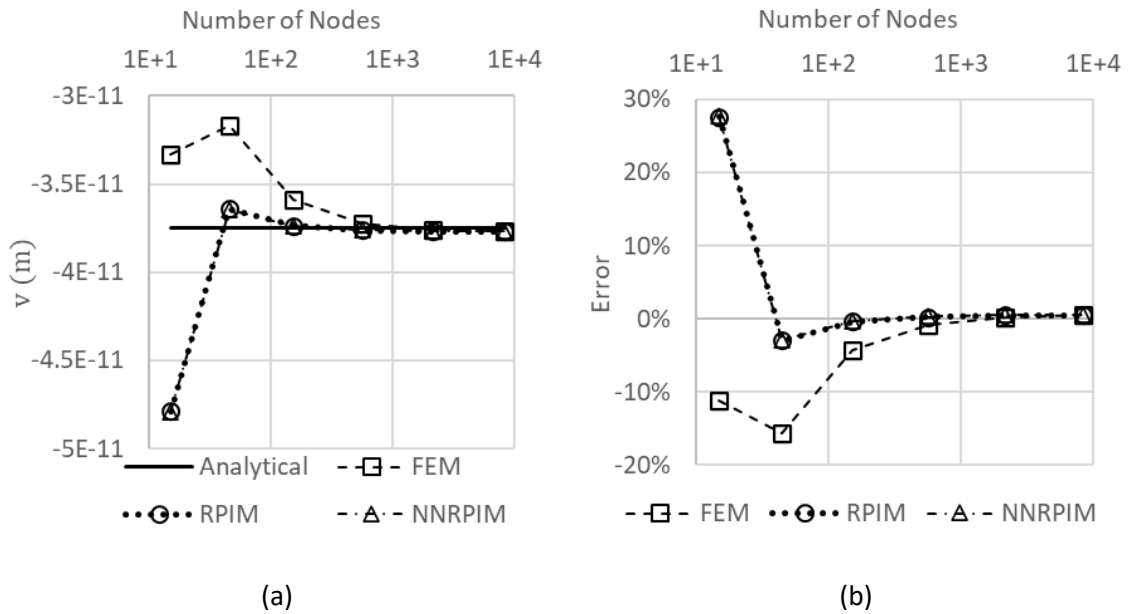 Number of Nodes
1E+1 1E+2 1E+3 1E+4
-3E-11
-3.5E-11
-4E-11
-4.5E-11
-5E-11
v (m)
Analytical FEM
RPIM NNRPIM
(a)
Number of Nodes
1E+1 1E+2 1E+3 1E+4
30%
20%
10%
0%
-10%
-20%
Error
FEM RPIM NNRPIM
(b)